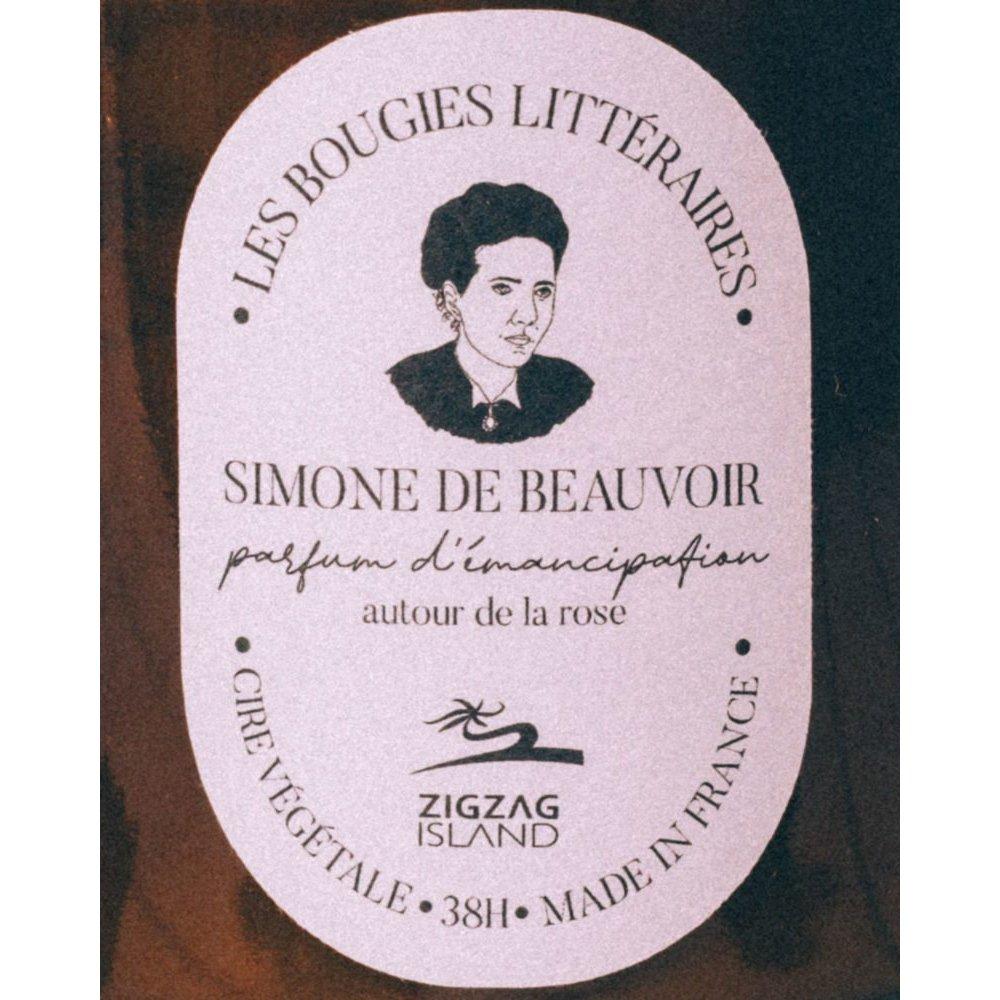 • LES BOUGIES LITTÉRAIRES •
SIMONE DE BEAUVOIR
parfum d'émancipation
autour de la rose
ZIGZAG
ISLAND
• CIRE VÉGÉTALE • 38H • MADE IN FRANCE •